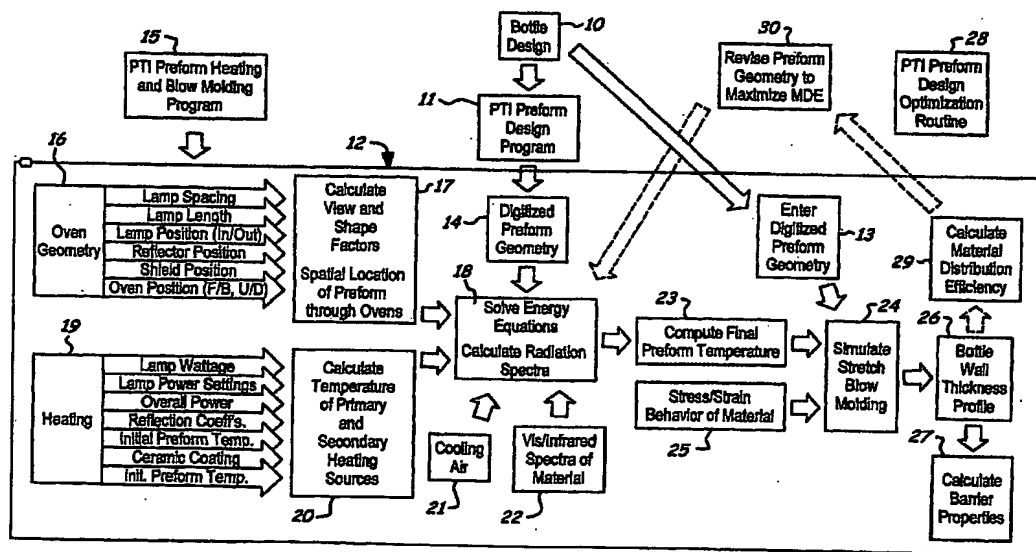 15
PTI Preform Heating
and Blow Molding
Program
10
Bottle
Design
11
PTI Preform
Design
Program
30
Revise Preform
Geometry to
Maximize MDE
28
PTI Preform
Design
Optimization
Routine
12
16
Oven
Geometry
Lamp Spacing
Lamp Length
Lamp Position (In/Out)
Reflector Position
Shield Position
Oven Position (F/B, U/D)
17
Calculate
View and
Shape
Factors
Spatial Location
of Preform
through Ovens
14
Digitized
Preform
Geometry
Enter
Digitized
Preform
Geometry
13
Calculate
Material
Distribution
Efficiency
29
18
Solve Energy
Equations
Calculate Radiation
Spectra
23
Compute Final
Preform Temperature
24
Simulate
Stretch
Blow
Molding
26
Bottle
Wall
Thickness
Profile
19
Heating
Lamp Wattage
Lamp Power Settings
Overall Power
Reflection Coeff's.
Initial Preform Temp.
Ceramic Coating
Init. Preform Temp.
Calculate
Temperature
of Primary
and
Secondary
Heating
Sources
20
Cooling
Air
21
Vis/Infrared
Spectra of
Material
22
Stress/Strain
Behavior of Material
25
27
Calculate
Barrier
Properties